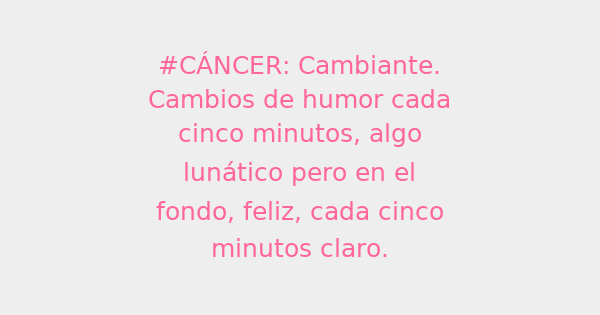 #CÁNCER: Cambiante.
Cambios de humor cada
cinco minutos, algo
lunático pero en el
fondo, feliz, cada cinco
minutos claro.